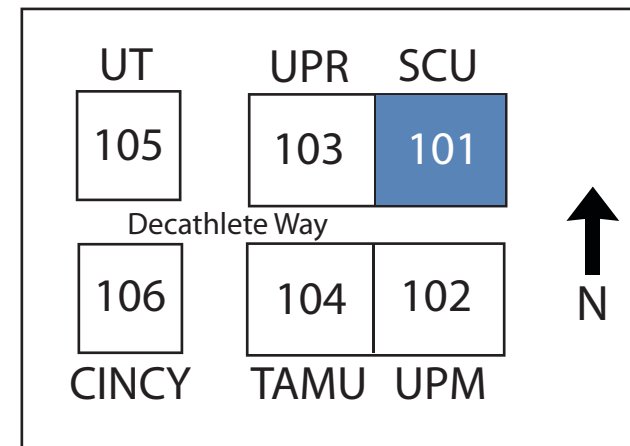 UT UPR SCU
105 103 101
Decathlete Way
106 104 102
N
CINCY TAMU UPM